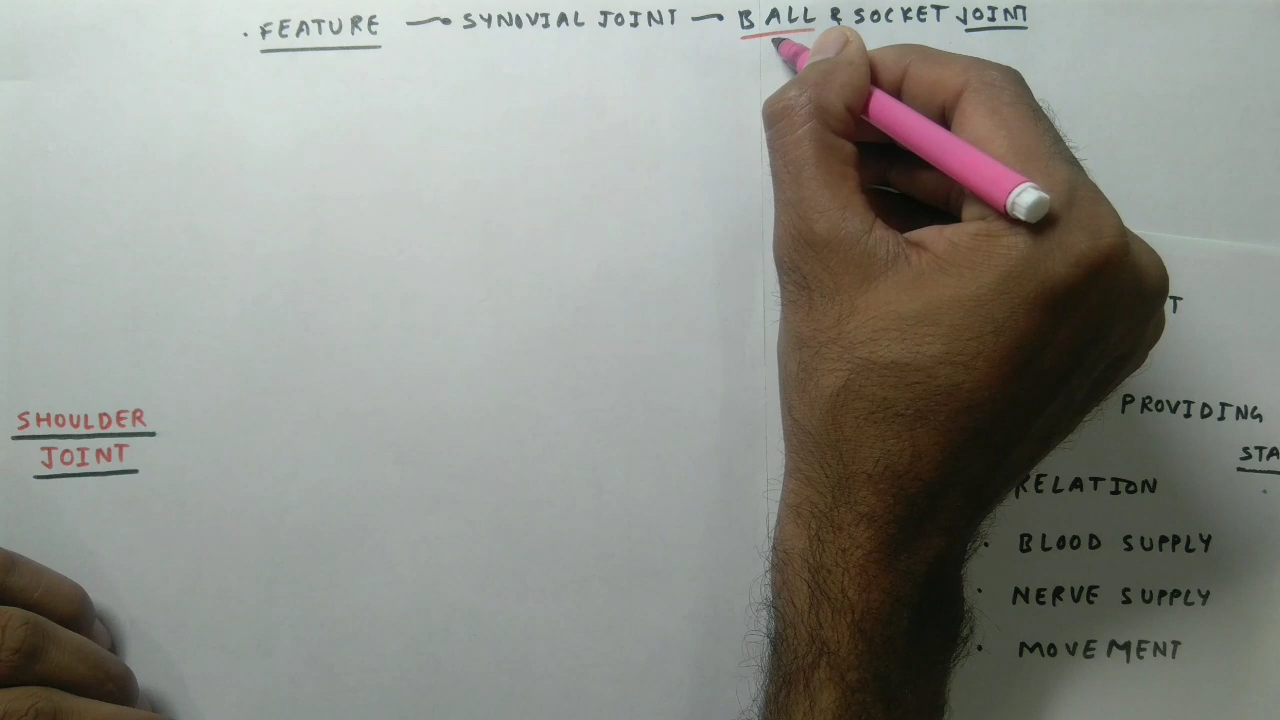 . FEATURE — SYNOVIAL JOINT — BALL & SOCKET JOINT
SHOULDER
JOINT
PROVIDING
RELATION
. BLOOD SUPPLY
. NERVE SUPPLY
. MOVEMENT